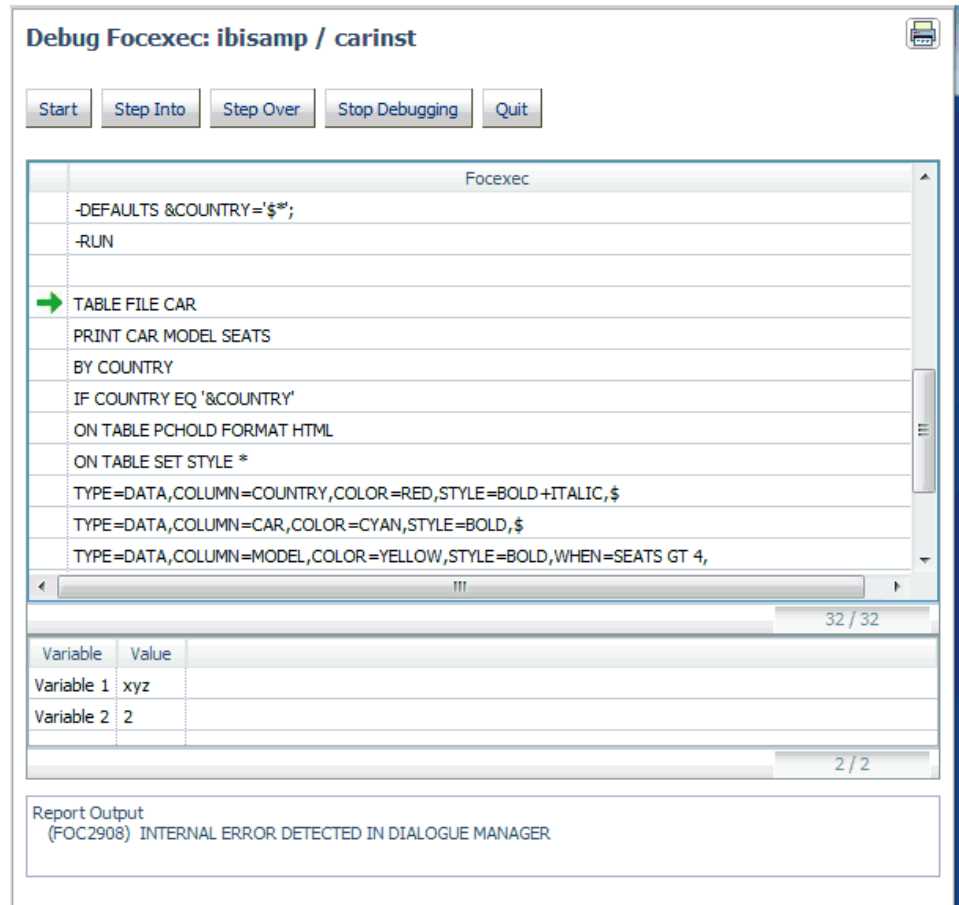 Debug Focexec: ibisamp / carinst
Start Step Into Step Over Stop Debugging Quit
Focexec
-DEFAULTS &COUNTRY='$*';
-RUN
TABLE FILE CAR
PRINT CAR MODEL SEATS
BY COUNTRY
IF COUNTRY EQ '&COUNTRY'
ON TABLE PCHOLD FORMAT HTML
ON TABLE SET STYLE *
TYPE=DATA,COLUMN=COUNTRY,COLOR=RED,STYLE=BOLD+ITALIC,$
TYPE=DATA,COLUMN=CAR,COLOR=CYAN,STYLE=BOLD,$
TYPE=DATA,COLUMN=MODEL,COLOR=YELLOW,STYLE=BOLD,WHEN=SEATS GT 4,
32 / 32
Variable Value
Variable 1 xyz
Variable 2 2
2 / 2
Report Output
(FOC2908) INTERNAL ERROR DETECTED IN DIALOGUE MANAGER